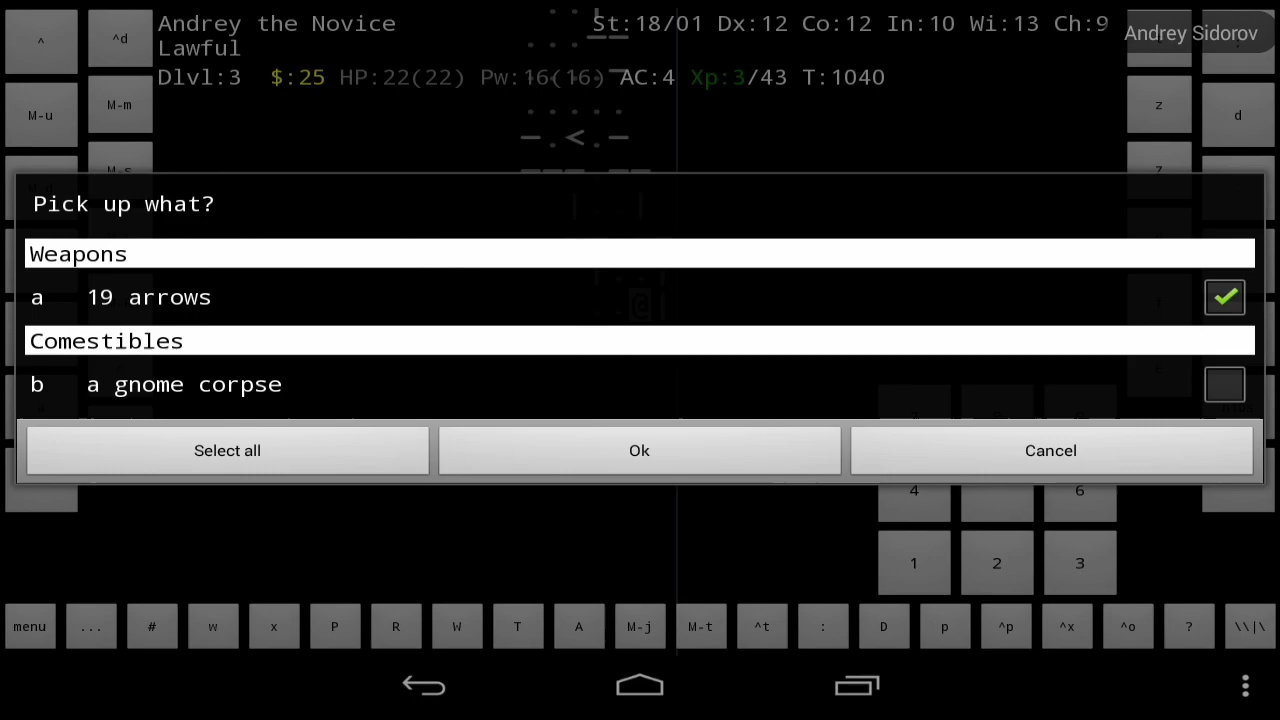 Andrey the Novice St:18/01 Dx:12 Co:12 In:10 Wi:13 Ch:9
Andrey Sidorov
Lawful
Dlvl:3 $:25 HP:22(22) Pw:16(16) AC:4 Xp:3/43 T:1040
^
^d
M-u
M-m
z
d
M-s
Z
M-d
Pick up what?
Weapons
a 19 arrows
Comestibles
b a gnome corpse
Select all
Ok
Cancel
4
6
1
2
3
menu
...
#
w
x
P
R
W
T
A
M-j
M-t
^t
:
D
p
^p
^x
^o
?
\\|\